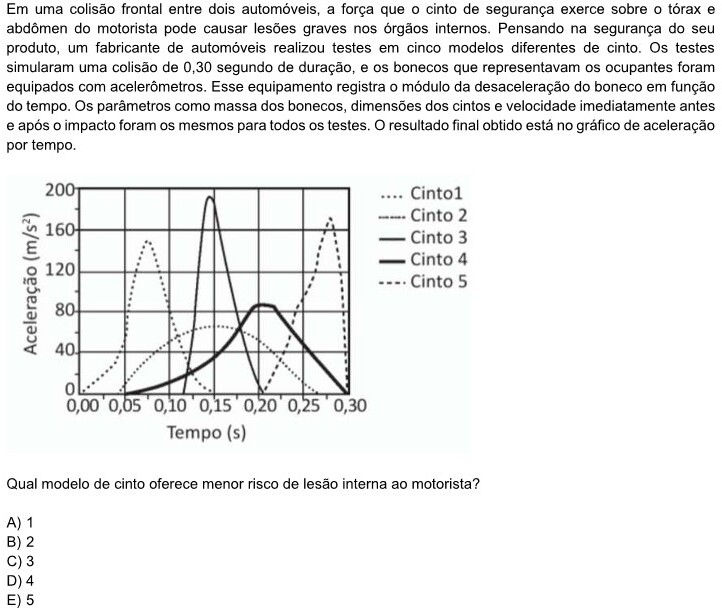 Em uma colisão frontal entre dois automóveis, a força que o cinto de segurança exerce sobre o tórax e
abdômen do motorista pode causar lesões graves nos órgãos internos. Pensando na segurança do seu
produto, um fabricante de automóveis realizou testes em cinco modelos diferentes de cinto. Os testes
simularam uma colisão de 0,30 segundo de duração, e os bonecos que representavam os ocupantes foram
equipados com acelerômetros. Esse equipamento registra o módulo da desaceleração do boneco em função
do tempo. Os parâmetros como massa dos bonecos, dimensões dos cintos e velocidade imediatamente antes
e após o impacto foram os mesmos para todos os testes. O resultado final obtido está no gráfico de aceleração
por tempo.
Aceleração (m/s²)
200
160
120
80
40
0
0,00 0,05 0,10 0,15 0,20 0,25 0,30
Tempo (s)
Cinto1
Cinto 2
Cinto 3
Cinto 4
Cinto 5
Qual modelo de cinto oferece menor risco de lesão interna ao motorista?
A) 1
B) 2
C) 3
D) 4
E) 5